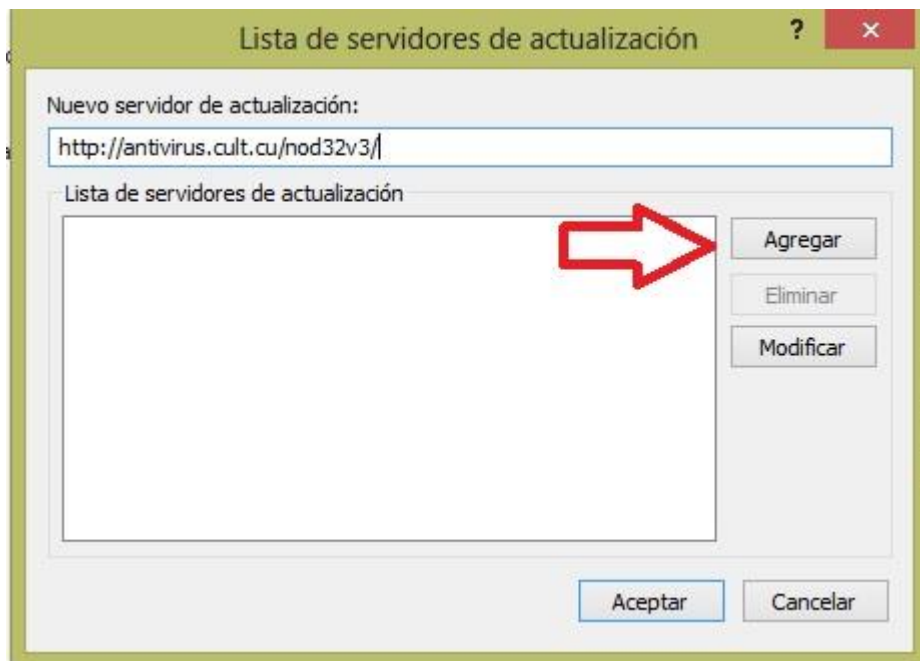 Lista de servidores de actualización
?
×
Nuevo servidor de actualización:
http://antivirus.cult.cu/nod32v3/
Lista de servidores de actualización
Agregar
Eliminar
Modificar
Aceptar
Cancelar